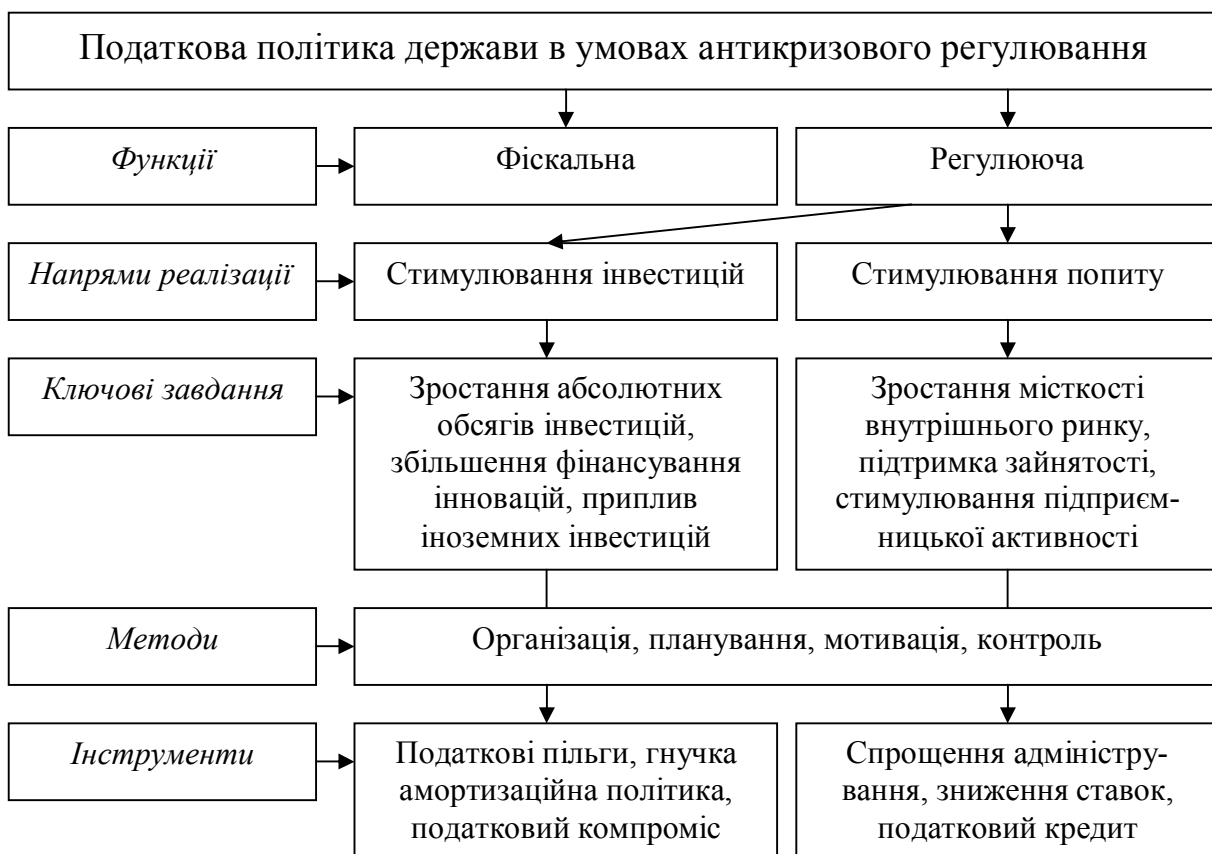 Податкова політика держави в умовах антикризового регулювання
Функції
Фіскальна
Регулююча
Напрями реалізації
Стимулювання інвестицій
Стимулювання попиту
Ключові завдання
Зростання абсолютних
обсягів інвестицій,
збільшення фінансування
інновацій, приплив
іноземних інвестицій
Зростання місткості
внутрішнього ринку,
підтримка зайнятості,
стимулювання підприєм-
ницької активності
Методи
Організація, планування, мотивація, контроль
Інструменти
Податкові пільги, гнучка
амортизаційна політика,
податковий компроміс
Спрощення адміністру-
вання, зниження ставок,
податковий кредит